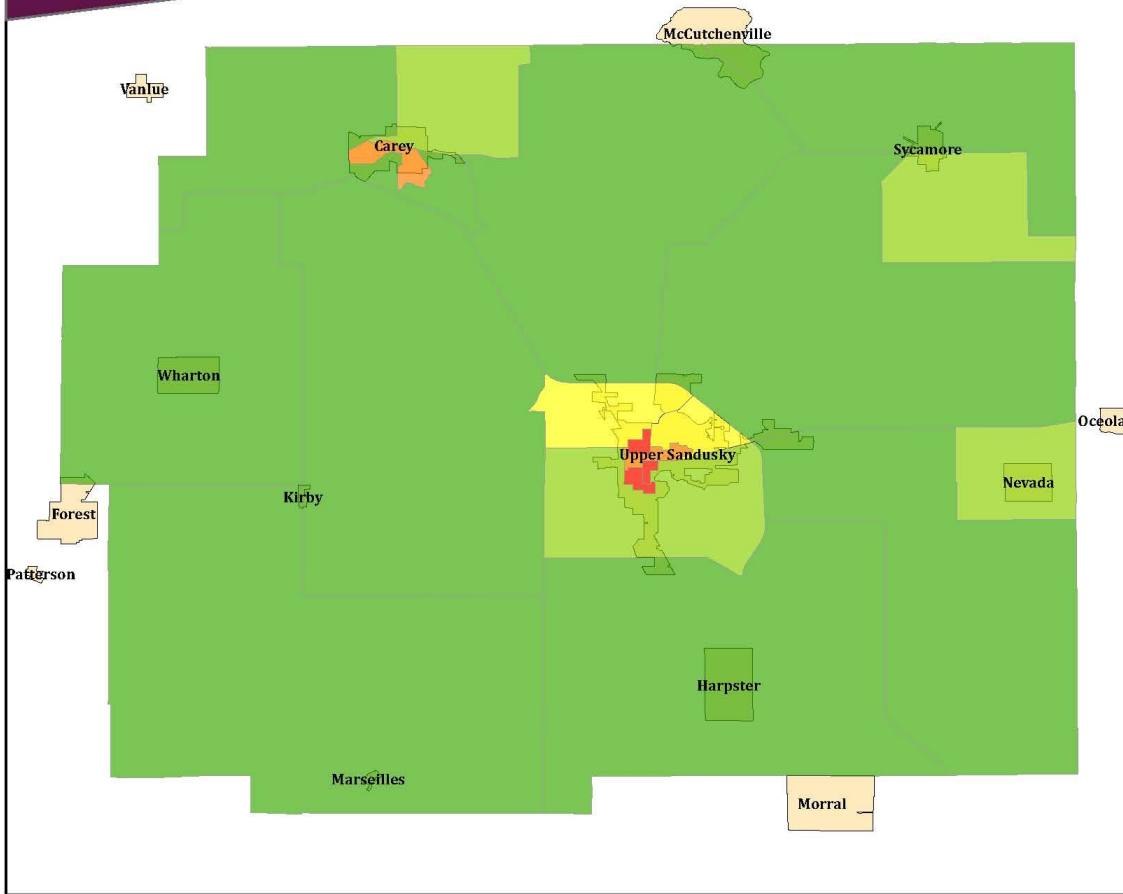 McCutchenville
Vanlue
Carey
Sycamore
Wharton
Oceola
Upper Sandusky
Nevada
Kirby
Forest
Patterson
Harpster
Marseilles
Morral